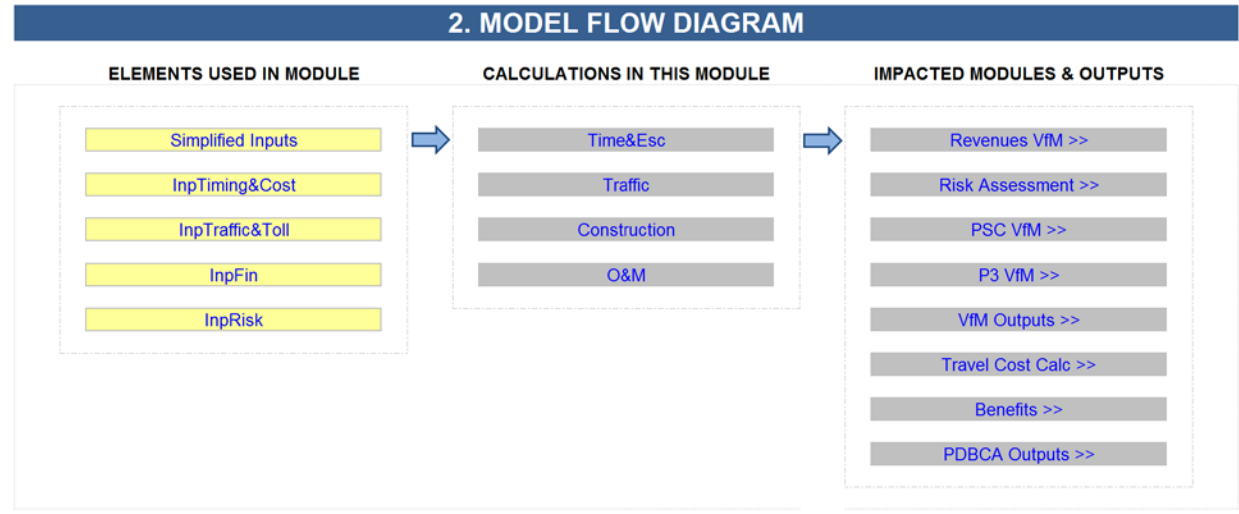 2. MODEL FLOW DIAGRAM
ELEMENTS USED IN MODULE
Simplified Inputs
InpTiming&Cost
InpTraffic&Toll
InpFin
InpRisk
CALCULATIONS IN THIS MODULE
Time&Esc
Traffic
Construction
O&M
IMPACTED MODULES & OUTPUTS
Revenues VfM >>
Risk Assessment >>
PSC VfM >>
P3 VfM >>
VfM Outputs >>
Travel Cost Calc >>
Benefits >>
PDBCA Outputs >>